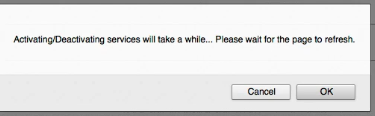 Activating/Deactivating services will take a while... Please wait for the page to refresh.
Cancel OK